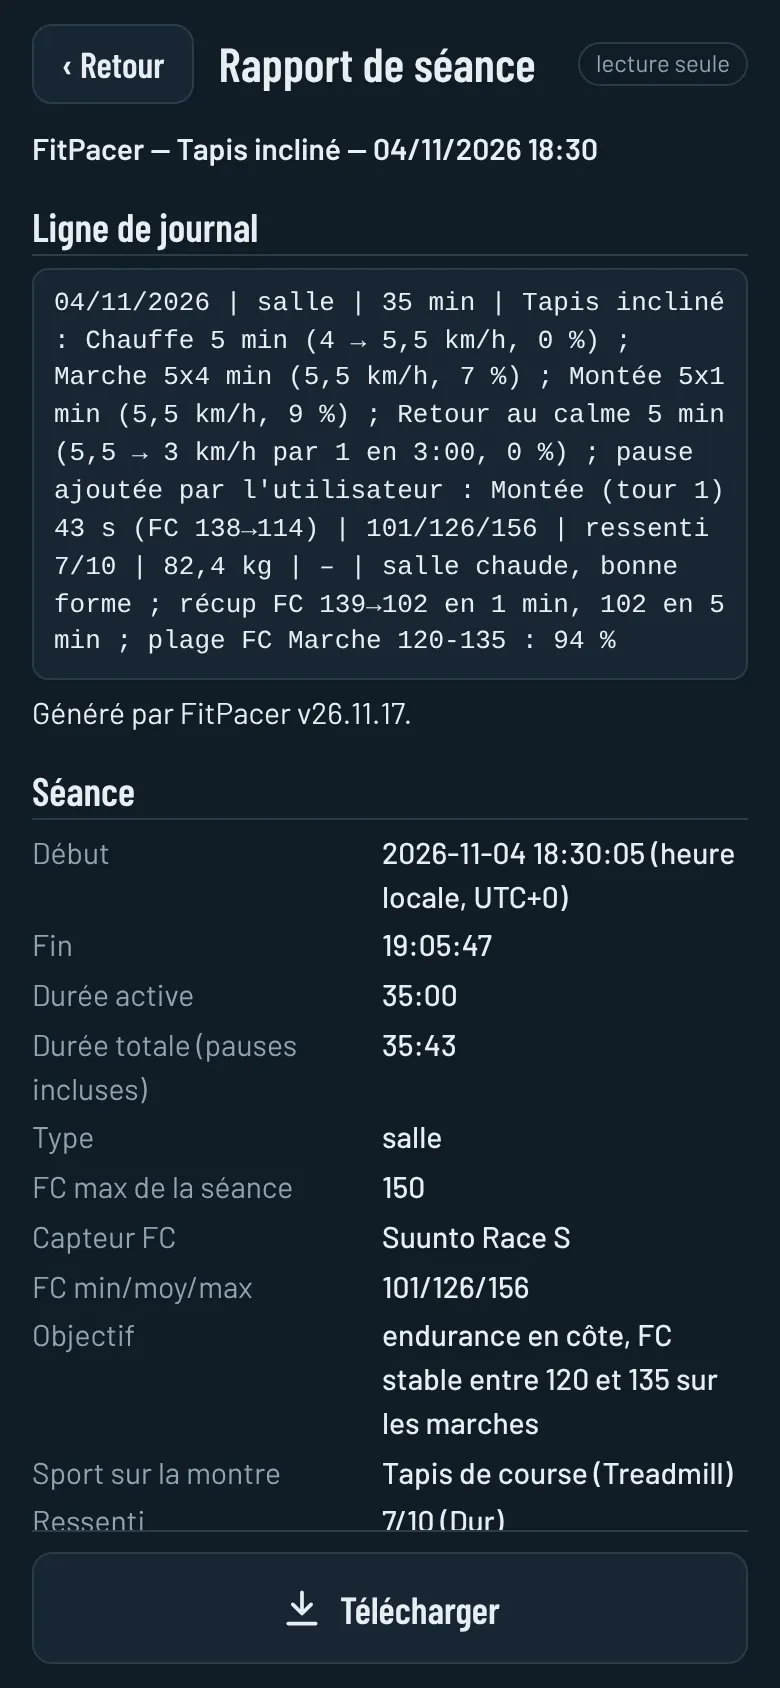 ‹ Retour
Rapport de séance
lecture seule
FitPacer — Tapis incliné — 04/11/2026 18:30
Ligne de journal
04/11/2026 | salle | 35 min | Tapis incliné
: Chauffe 5 min (4 → 5,5 km/h, 0 %) ;
Marche 5x4 min (5,5 km/h, 7 %) ; Montée 5x1
min (5,5 km/h, 9 %) ; Retour au calme 5 min
(5,5 → 3 km/h par 1 en 3:00, 0 %) ; pause
ajoutée par l'utilisateur : Montée (tour 1)
43 s (FC 138→114) | 101/126/156 | ressenti
7/10 | 82,4 kg | – | salle chaude, bonne
forme ; récup FC 139→102 en 1 min, 102 en 5
min ; plage FC Marche 120-135 : 94 %
Généré par FitPacer v26.11.17.
Séance
Début
2026-11-04 18:30:05 (heure
locale, UTC+0)
Fin
19:05:47
Durée active
35:00
Durée totale (pauses
incluses)
35:43
Type
salle
FC max de la séance
150
Capteur FC
Suunto Race S
FC min/moy/max
101/126/156
Objectif
endurance en côte, FC
stable entre 120 et 135 sur
les marches
Sport sur la montre
Tapis de course (Treadmill)
Ressenti
7/10 (Dur)
Télécharger